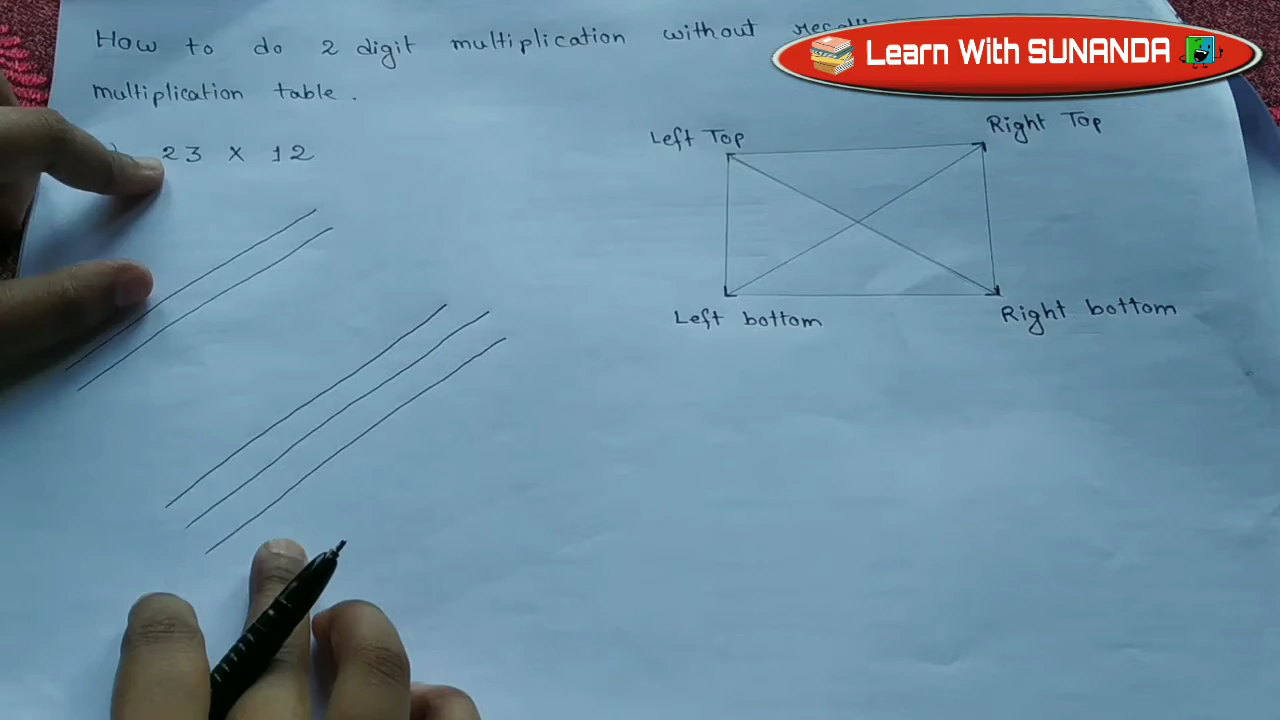 How to do 2 digit multiplication without
Learn With SUNANDA
multiplication table.
23 x 12
Left Top
Right Top
Left bottom
Right bottom